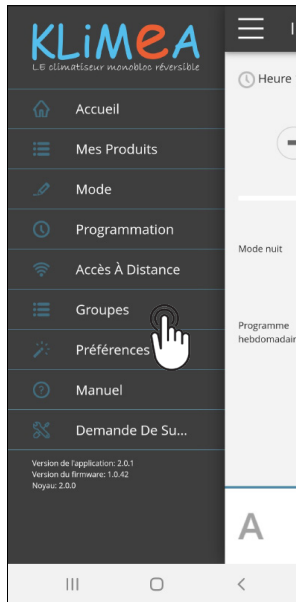 KLiMeA
LE climatiseur monobloc réversible
Accueil
Mes Produits
Mode
Programmation
Accès À Distance
Groupes
Préférences
Manuel
Demande De Su...
Version de l'application: 2.0.1
Version du firmware: 1.0.42
Noyau: 2.0.0
Heure
Mode nuit
Programme
hebdomadair
A